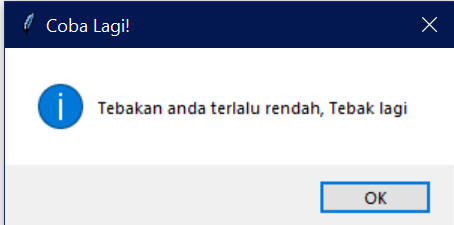 Coba Lagi!
Tebakan anda terlalu rendah, Tebak lagi
OK